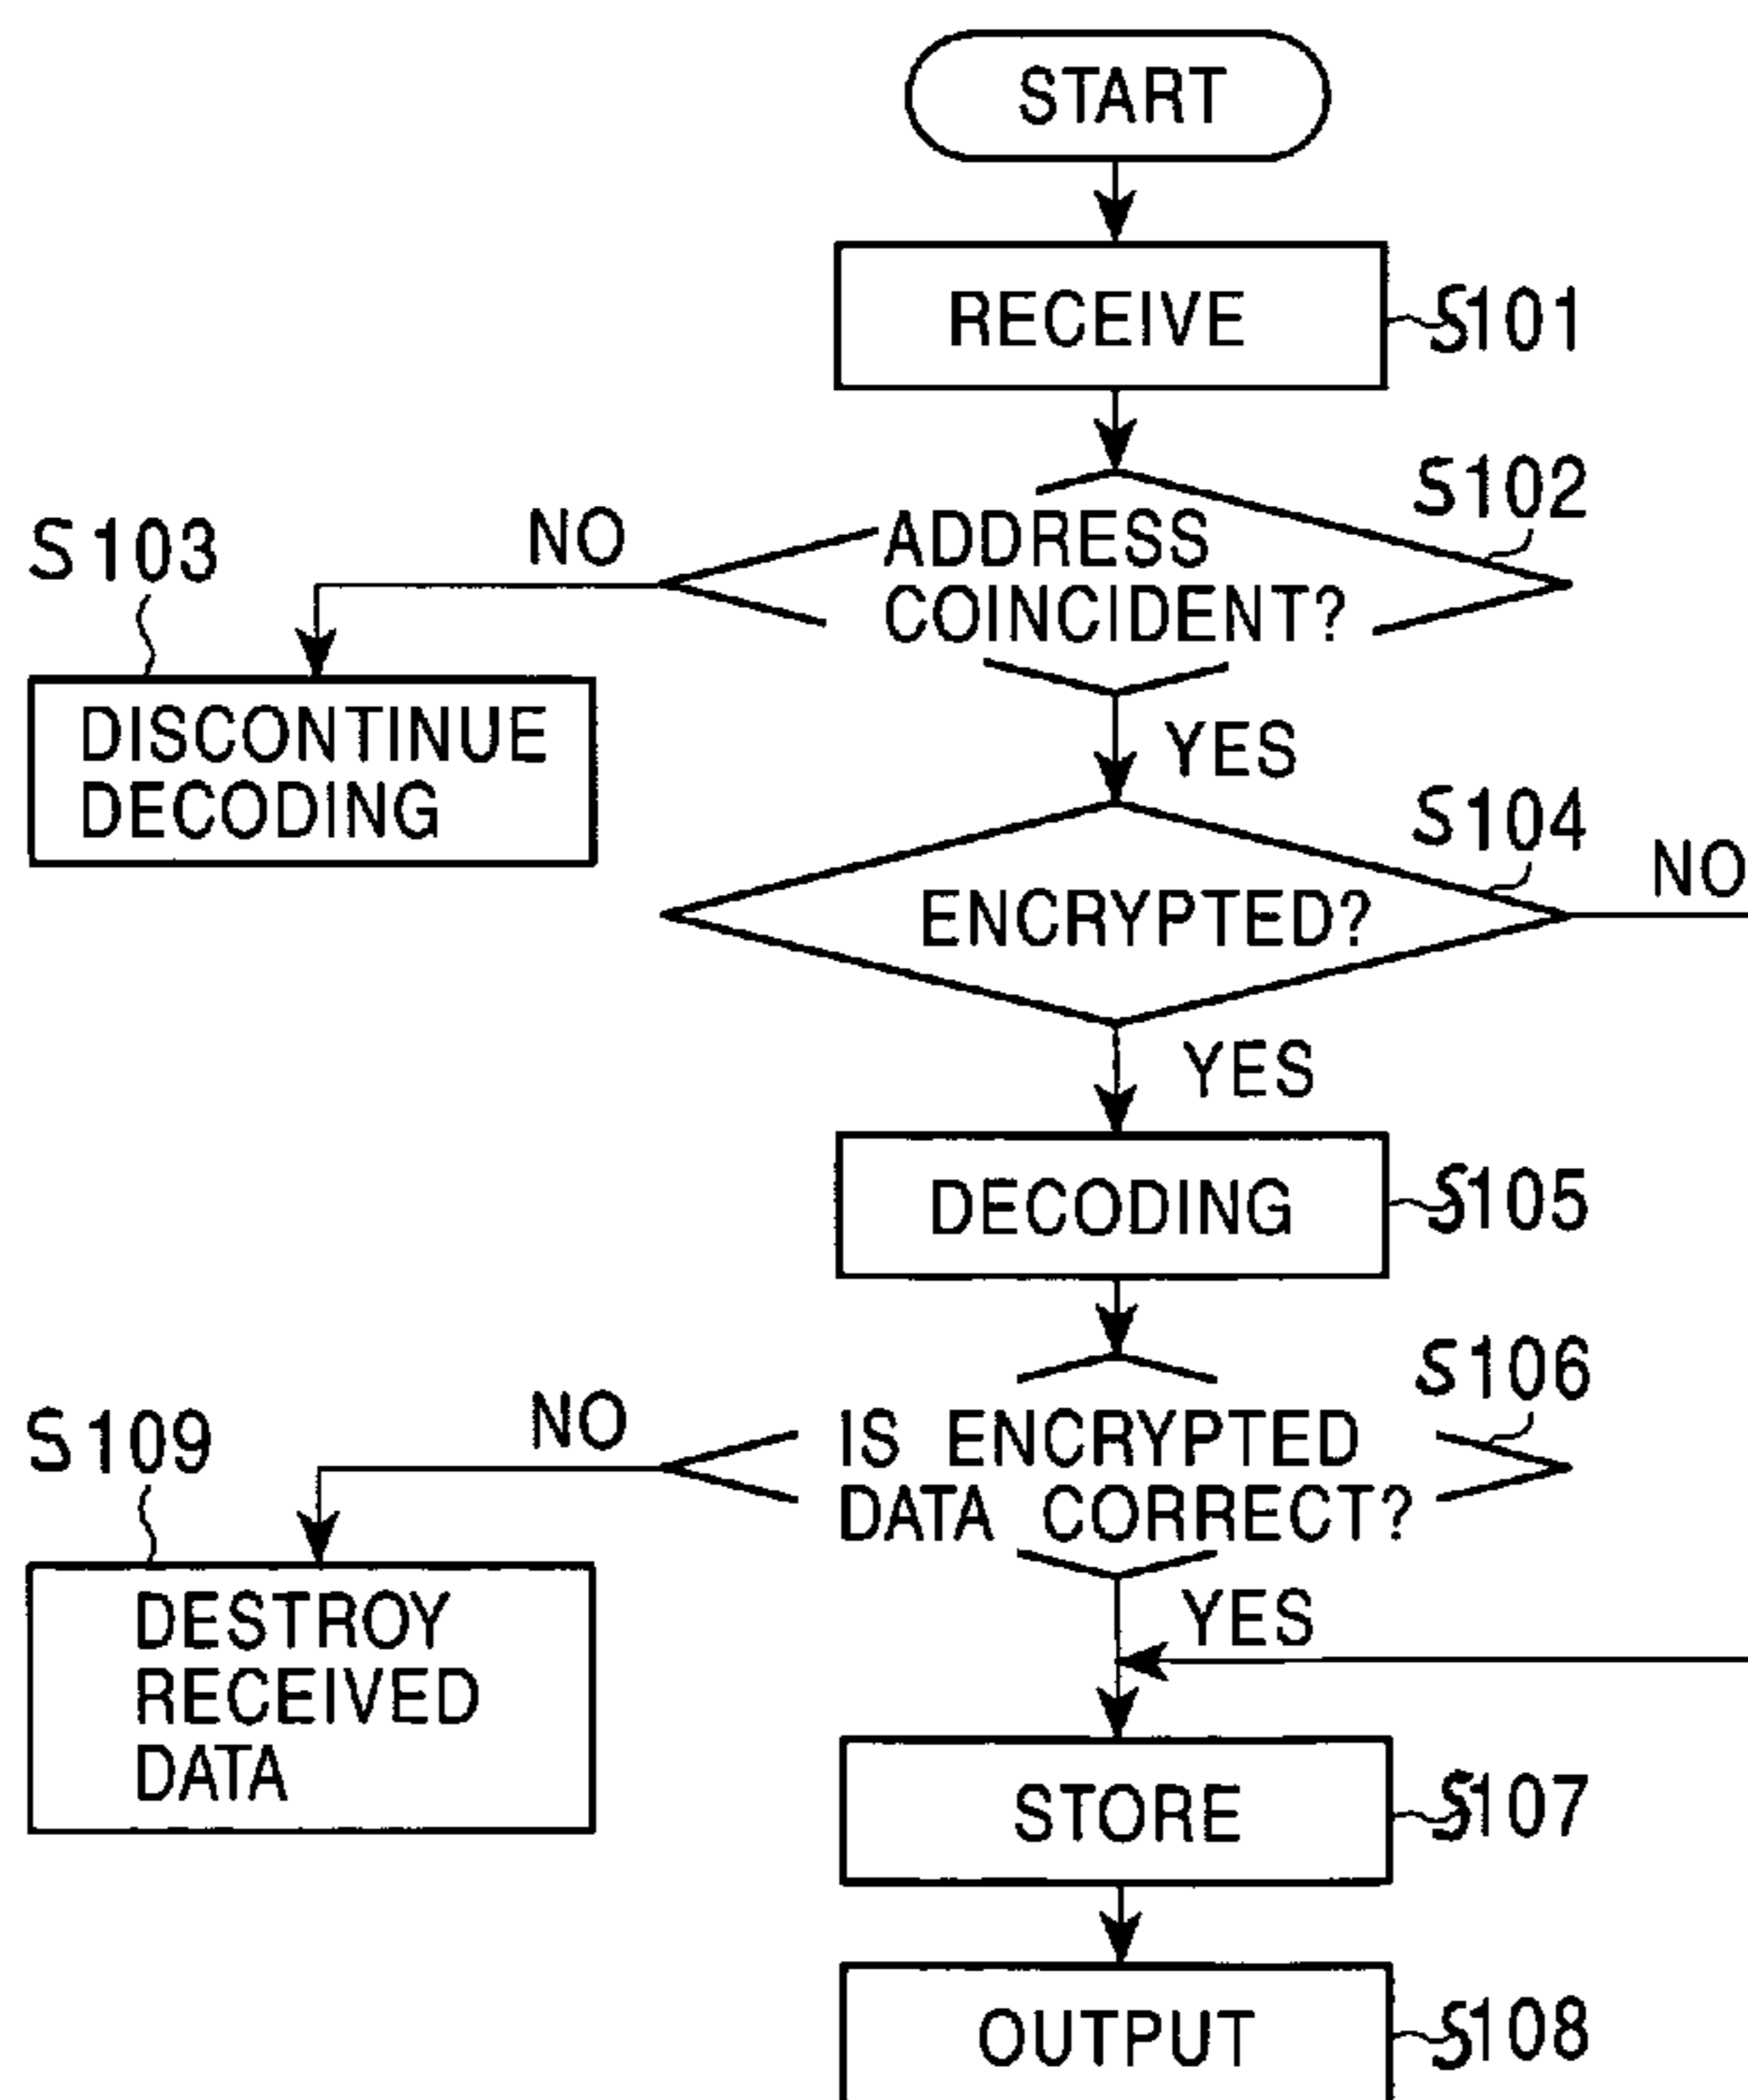 START
RECEIVE
S101
ADDRESS
COINCIDENT?
S102
NO
S103
DISCONTINUE
DECODING
YES
ENCRYPTED?
S104
NO
YES
DECODING
S105
IS ENCRYPTED
DATA CORRECT?
S106
NO
S109
DESTROY
RECEIVED
DATA
YES
STORE
S107
OUTPUT
S108